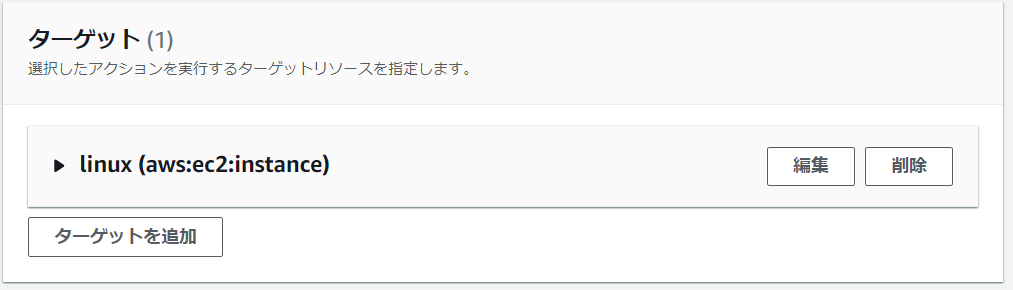 ターゲット (1)
選択したアクションを実行するターゲットリソースを指定します。
linux (aws:ec2:instance)
編集
削除
ターゲットを追加